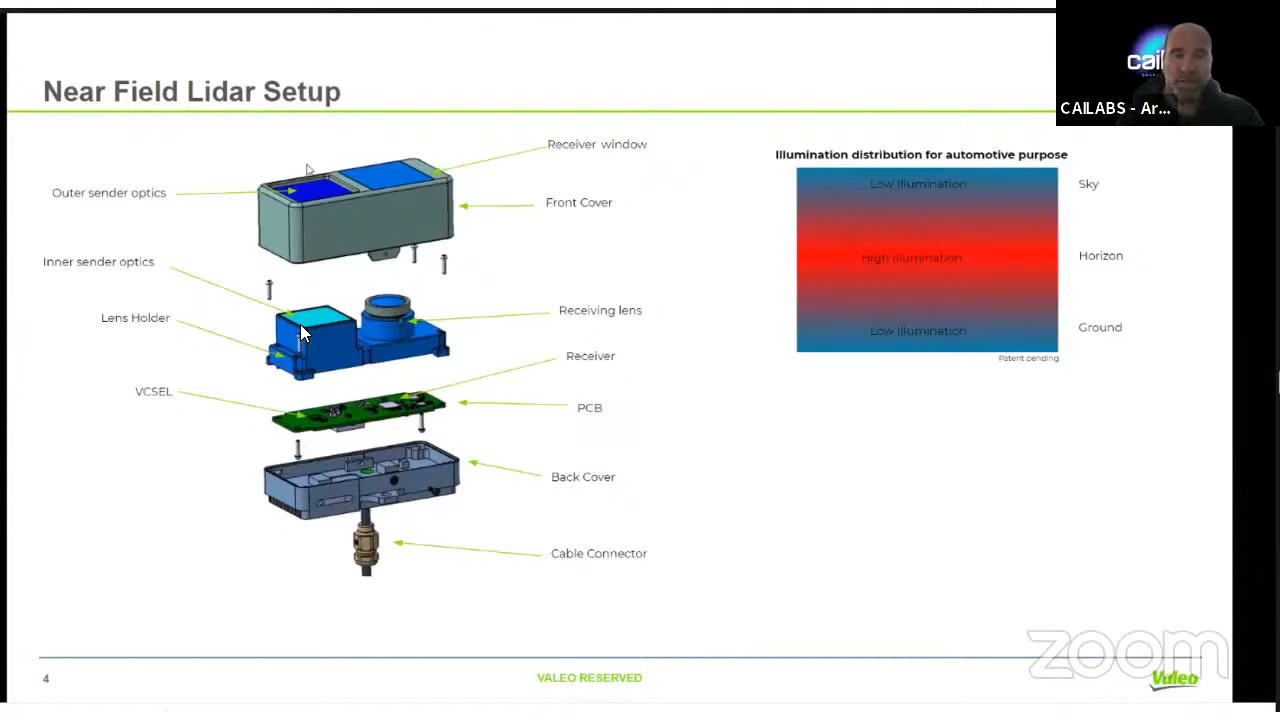 Near Field Lidar Setup
Receiver window
Outer sender optics
Front Cover
Inner sender optics
Lens Holder
Receiving lens
Receiver
VCSEL
PCB
Back Cover
Cable Connector
Illumination distribution for automotive purpose
Low Illumination
Sky
High Illumination
Horizon
Low Illumination
Ground
Patent pending
CAILABS - Ar...
4
VALEO RESERVED
Valeo
zoom